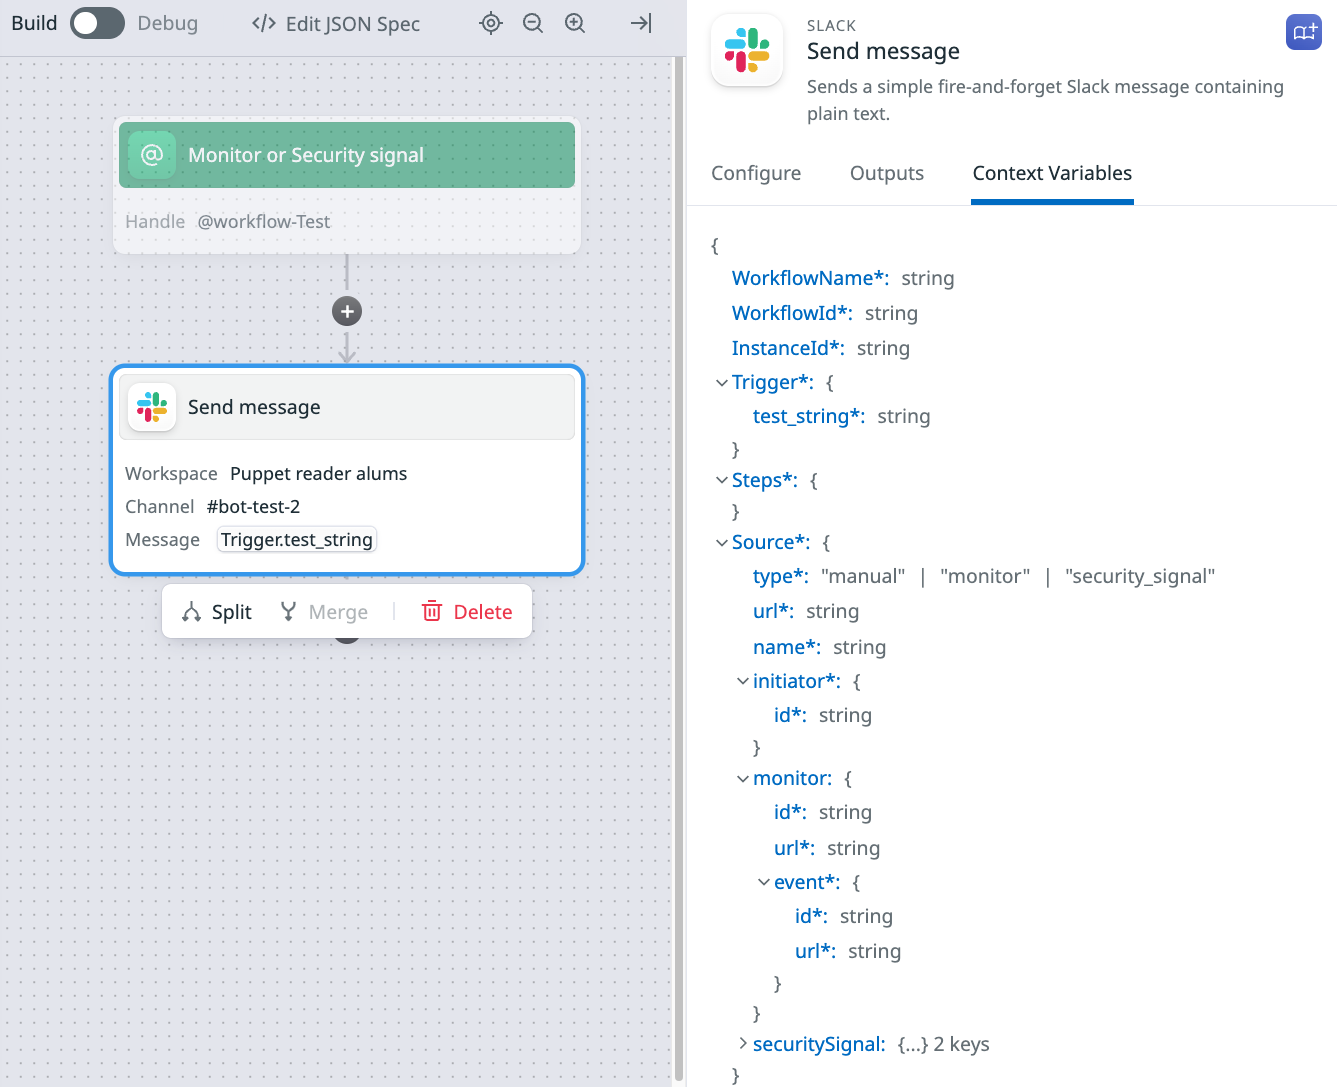 Build Debug </> Edit JSON Spec
Monitor or Security signal
Handle @workflow-Test
Send message
Workspace Puppet reader alums
Channel #bot-test-2
Message Trigger.test_string
Split Merge | Delete
SLACK
Send message
Sends a simple fire-and-forget Slack message containing
plain text.
Configure Outputs Context Variables
{
WorkflowName*: string
WorkflowId*: string
InstanceId*: string
Trigger*: {
test_string*: string
}
Steps*: {
}
Source*: {
type*: "manual" | "monitor" | "security_signal"
url*: string
name*: string
initiator*: {
id*: string
}
monitor: {
id*: string
url*: string
event*: {
id*: string
url*: string
}
}
securitySignal: {...} 2 keys
}